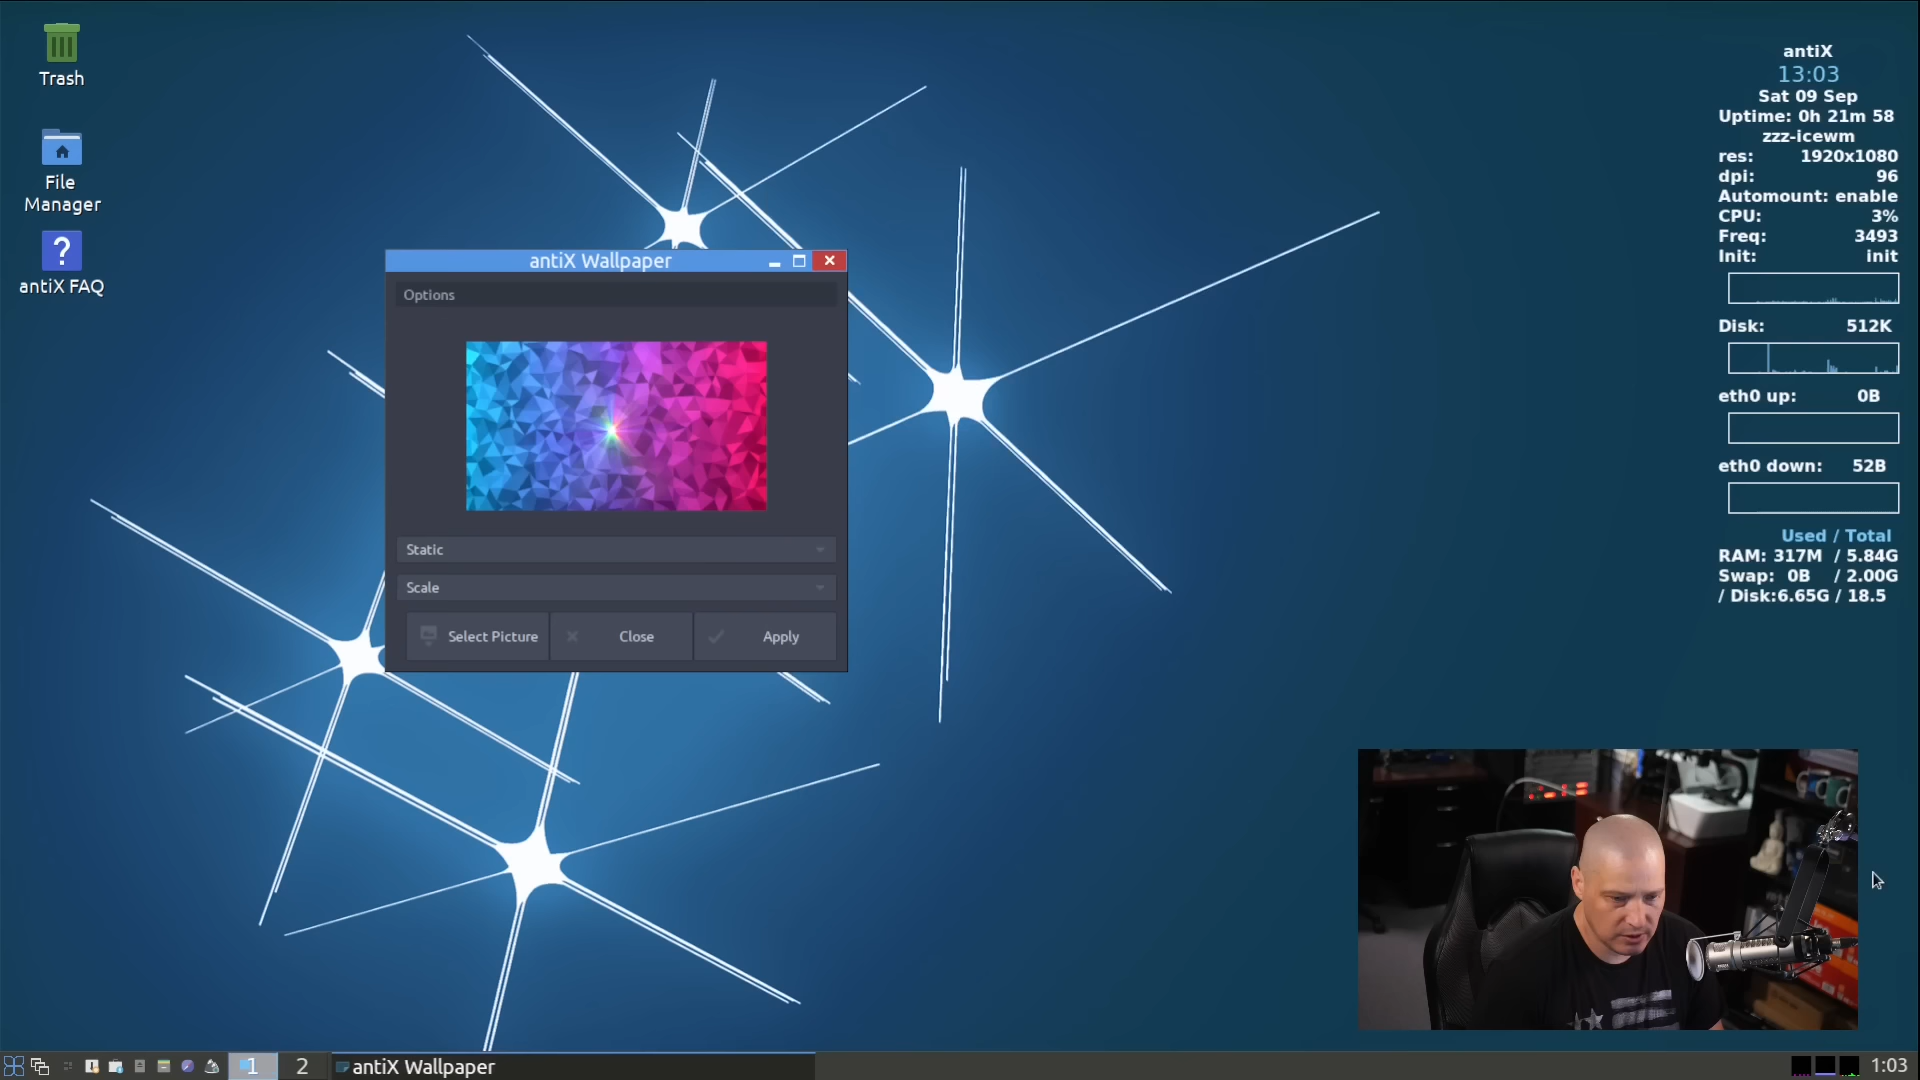 Trash
File
Manager
antiX FAQ
antiX Wallpaper
Options
Static
Scale
Select Picture
Close
Apply
antiX
13:03
Sat 09 Sep
Uptime: 0h 21m 58
zzz-icewm
res: 1920x1080
dpi: 96
Automount: enable
CPU: 3%
Freq: 3493
Init: init
Disk: 512K
eth0 up: 0B
eth0 down: 52B
Used / Total
RAM: 317M / 5.84G
Swap: 0B / 2.00G
/ Disk:6.65G / 18.5
1
2
antiX Wallpaper
1:03